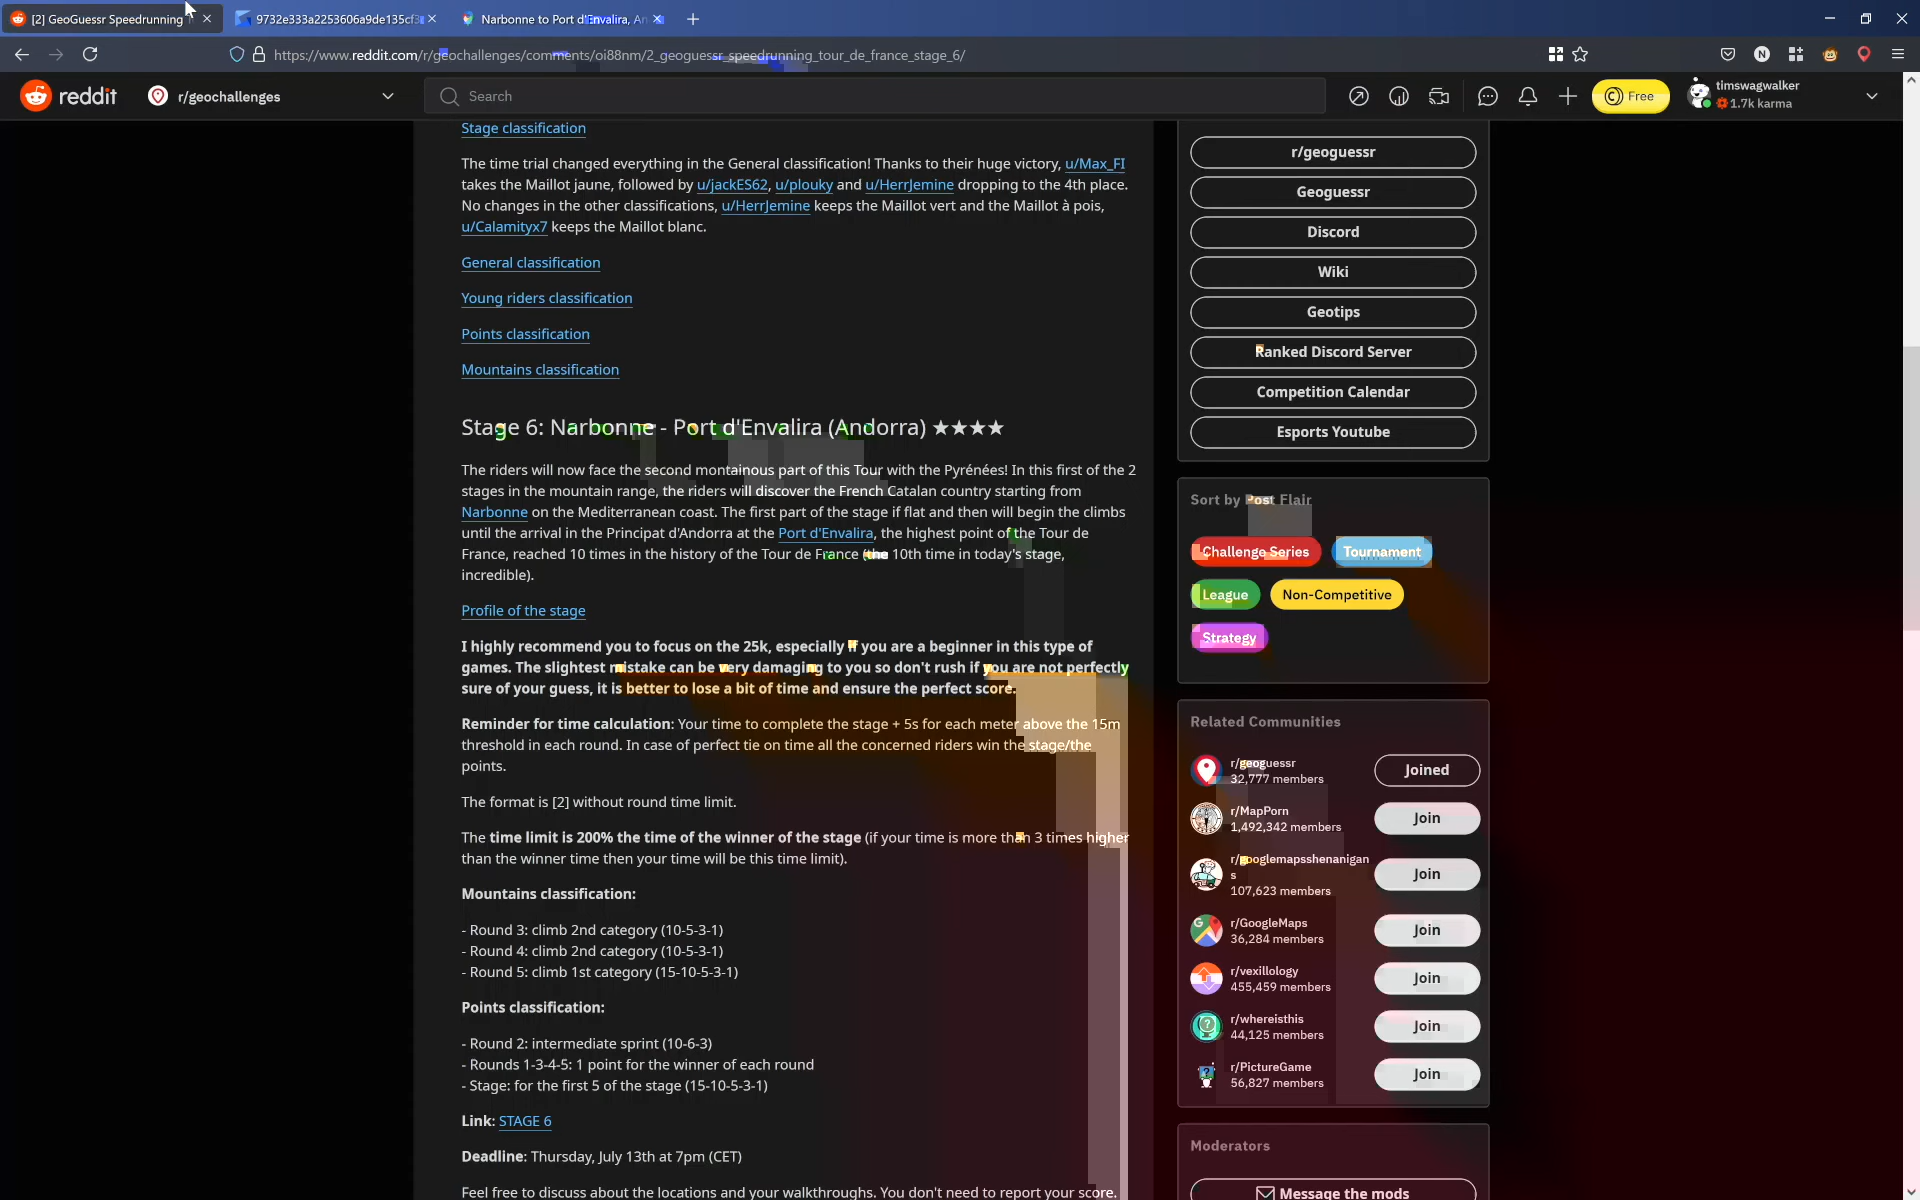 [2] GeoGuessr Speedrunning
9732e333a2253606a9de135cf3
Narbonne to Port d'Envalira, An
https://www.reddit.com/r/geochallenges/comments/oi88nm/2_geoguessr_speedrunning_tour_de_france_stage_6/
reddit
r/geochallenges
Search
Free
timswagwalker
1.7k karma
Stage classification
The time trial changed everything in the General classification! Thanks to their huge victory, u/Max_FI
takes the Maillot jaune, followed by u/jackES62, u/plouky and u/HerrJemine dropping to the 4th place.
No changes in the other classifications, u/HerrJemine keeps the Maillot vert and the Maillot à pois,
u/Calamityx7 keeps the Maillot blanc.
General classification
Young riders classification
Points classification
Mountains classification
Stage 6: Narbonne - Port d'Envalira (Andorra) ★★★★
The riders will now face the second montainous part of this Tour with the Pyrénées! In this first of the 2
stages in the mountain range, the riders will discover the French Catalan country starting from
Narbonne on the Mediterranean coast. The first part of the stage if flat and then will begin the climbs
until the arrival in the Principat d'Andorra at the Port d'Envalira, the highest point of the Tour de
France, reached 10 times in the history of the Tour de France (the 10th time in today's stage,
incredible).
Profile of the stage
I highly recommend you to focus on the 25k, especially if you are a beginner in this type of
games. The slightest mistake can be very damaging to you so don't rush if you are not perfectly
sure of your guess, it is better to lose a bit of time and ensure the perfect score.
Reminder for time calculation: Your time to complete the stage + 5s for each meter above the 15m
threshold in each round. In case of perfect tie on time all the concerned riders win the stage/the
points.
The format is [2] without round time limit.
The time limit is 200% the time of the winner of the stage (if your time is more than 3 times higher
than the winner time then your time will be this time limit).
Mountains classification:
- Round 3: climb 2nd category (10-5-3-1)
- Round 4: climb 2nd category (10-5-3-1)
- Round 5: climb 1st category (15-10-5-3-1)
Points classification:
- Round 2: intermediate sprint (10-6-3)
- Rounds 1-3-4-5: 1 point for the winner of each round
- Stage: for the first 5 of the stage (15-10-5-3-1)
Link: STAGE 6
Deadline: Thursday, July 13th at 7pm (CET)
Feel free to discuss about the locations and your walkthroughs. You don't need to report your score.
r/geoguessr
Geoguessr
Discord
Wiki
Geotips
Ranked Discord Server
Competition Calendar
Esports Youtube
Sort by Post Flair
Challenge Series
Tournament
League
Non-Competitive
Strategy
Related Communities
r/geoguessr
32,777 members
Joined
r/MapPorn
1,492,342 members
Join
r/googlemapsshenanigan
s
107,623 members
Join
r/GoogleMaps
36,284 members
Join
r/vexillology
455,459 members
Join
r/whereisthis
44,125 members
Join
r/PictureGame
56,827 members
Join
Moderators
Message the mods